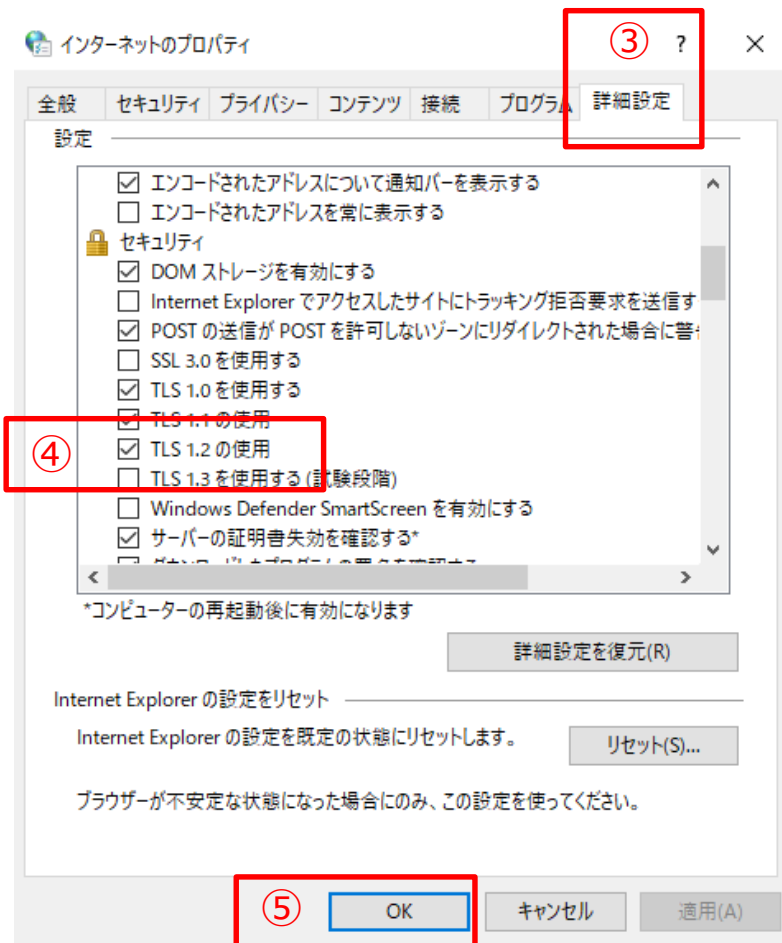 インターネットのプロパティ ③ ?
全般 セキュリティ プライバシー コンテンツ 接続 プログラム 詳細設定
設定
エンコードされたアドレスについて通知バーを表示する
エンコードされたアドレスを常に表示する
セキュリティ
DOM ストレージを有効にする
Internet Explorer でアクセスしたサイトにトラッキング拒否要求を送信す
POST の送信が POST を許可しないゾーンにリダイレクトされた場合に警
SSL 3.0 を使用する
TLS 1.0 を使用する
TLS 1.1 の使用
④ TLS 1.2 の使用
TLS 1.3 を使用する (試験段階)
Windows Defender SmartScreen を有効にする
サーバーの証明書失効を確認する*
*コンピューターの再起動後に有効になります
詳細設定を復元(R)
Internet Explorer の設定をリセット
Internet Explorer の設定を既定の状態にリセットします。 リセット(S)...
ブラウザーが不安定な状態になった場合にのみ、この設定を使ってください。
⑤ OK キャンセル 適用(A)